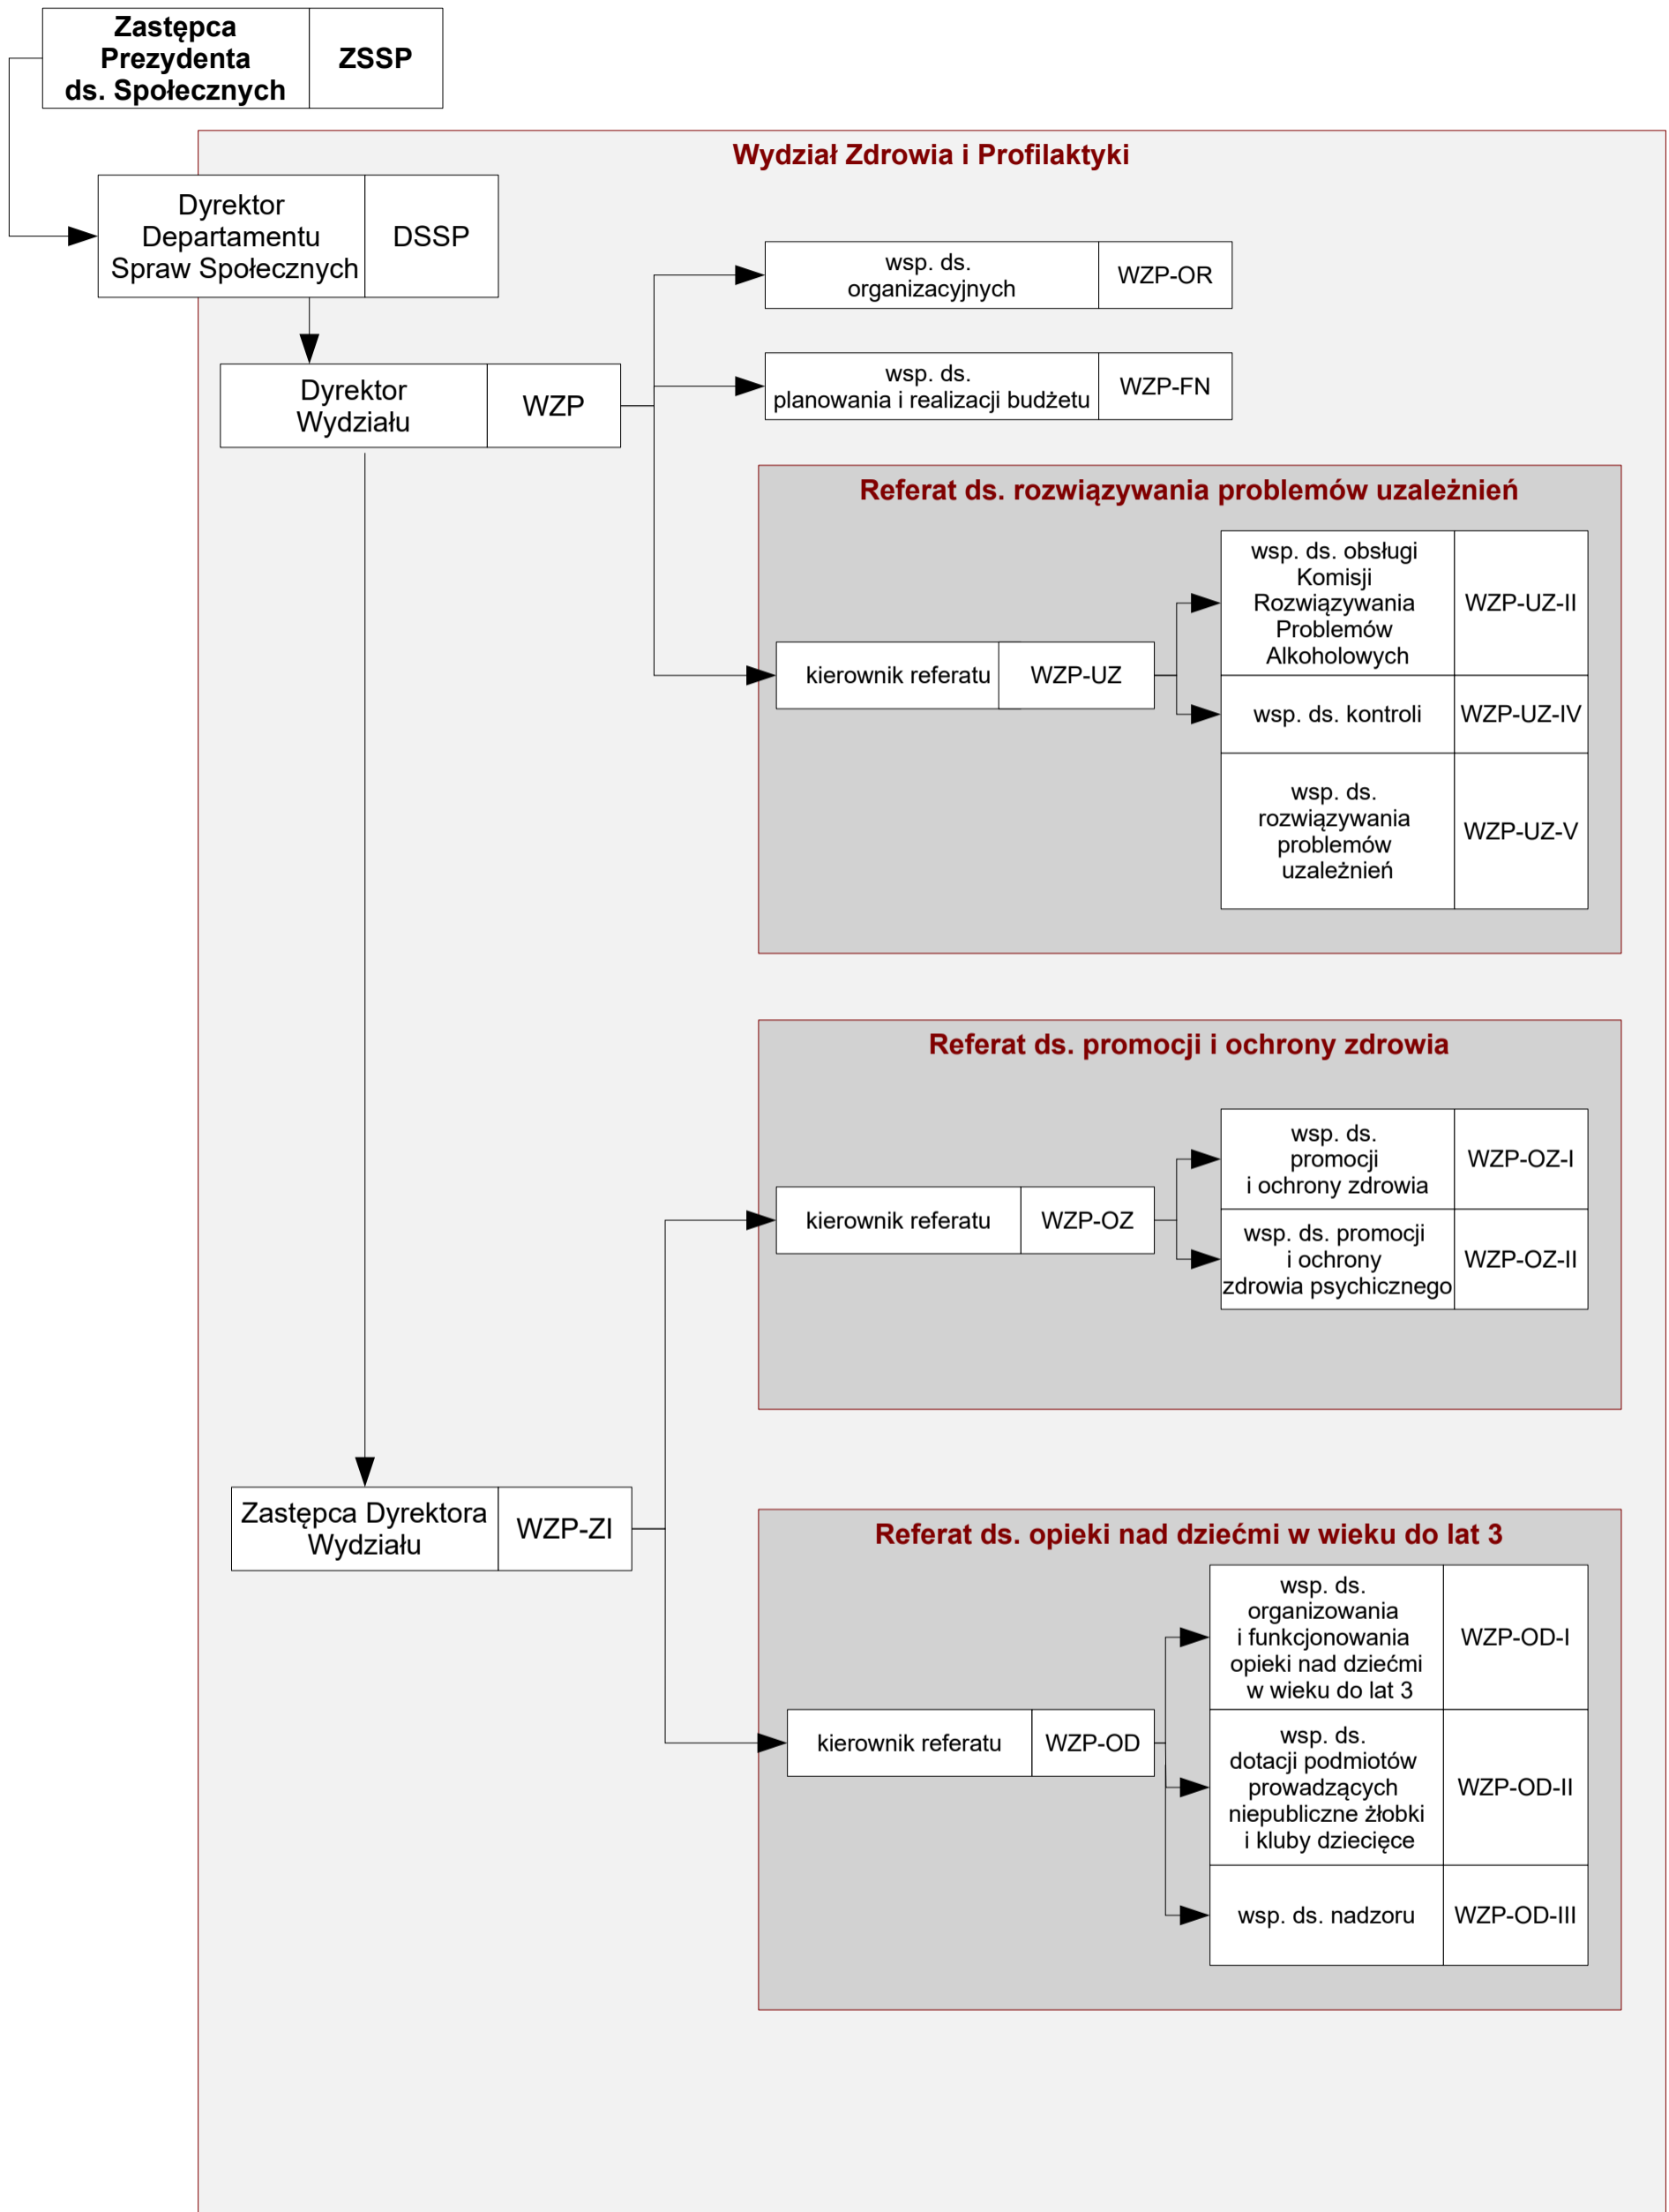 Zastępca
Prezydenta
ds. Społecznych
ZSSP
Wydział Zdrowia i Profilaktyki
Dyrektor
Departamentu
Spraw Społecznych
DSSP
wsp. ds.
organizacyjnych
WZP-OR
wsp. ds.
planowania i realizacji budżetu
WZP-FN
Dyrektor
Wydziału
WZP
Referat ds. rozwiązywania problemów uzależnień
wsp. ds. obsługi
Komisji
Rozwiązywania
Problemów
Alkoholowych
WZP-UZ-II
kierownik referatu
WZP-UZ
wsp. ds. kontroli
WZP-UZ-IV
wsp. ds.
rozwiązywania
problemów
uzależnień
WZP-UZ-V
Referat ds. promocji i ochrony zdrowia
wsp. ds.
promocji
i ochrony zdrowia
WZP-OZ-I
kierownik referatu
WZP-OZ
wsp. ds. promocji
i ochrony
zdrowia psychicznego
WZP-OZ-II
Zastępca Dyrektora
Wydziału
WZP-ZI
Referat ds. opieki nad dziećmi w wieku do lat 3
wsp. ds.
organizowania
i funkcjonowania
opieki nad dziećmi
w wieku do lat 3
WZP-OD-I
kierownik referatu
WZP-OD
wsp. ds.
dotacji podmiotów
prowadzących
niepubliczne żłobki
i kluby dziecięce
WZP-OD-II
wsp. ds. nadzoru
WZP-OD-III